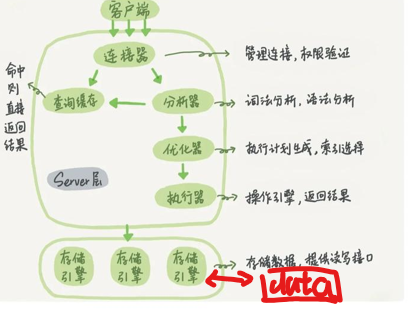 客户端
连接器
管理连接,权限验证
命中
则
直接
返回
结果
查询缓存
分析器
词法分析,语法分析
优化器
执行计划生成,索引选择
Server层
执行器
操作引擎,返回结果
存储
引擎
存储
引擎
存储
引擎
存储数据,提供读写接口
data